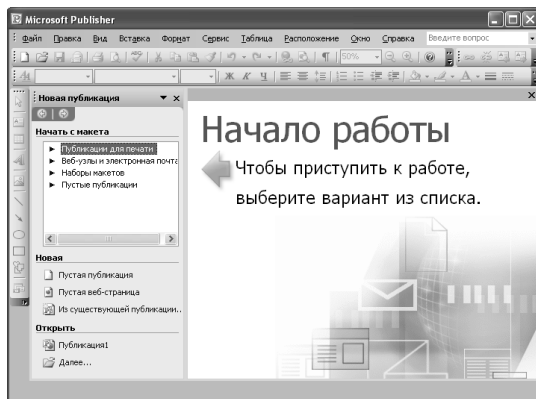 Microsoft Publisher
Файл Правка Вид Вставка Формат Сервис Таблица Расположение Окно Справка Введите вопрос
50%
Ж К Ч
Новая публикация
Начать с макета
Публикации для печати
Веб-узлы и электронная почта
Наборы макетов
Пустые публикации
Новая
Пустая публикация
Пустая веб-страница
Из существующей публикации...
Открыть
Публикация1
Далее...
Начало работы
Чтобы приступить к работе,
выберите вариант из списка.